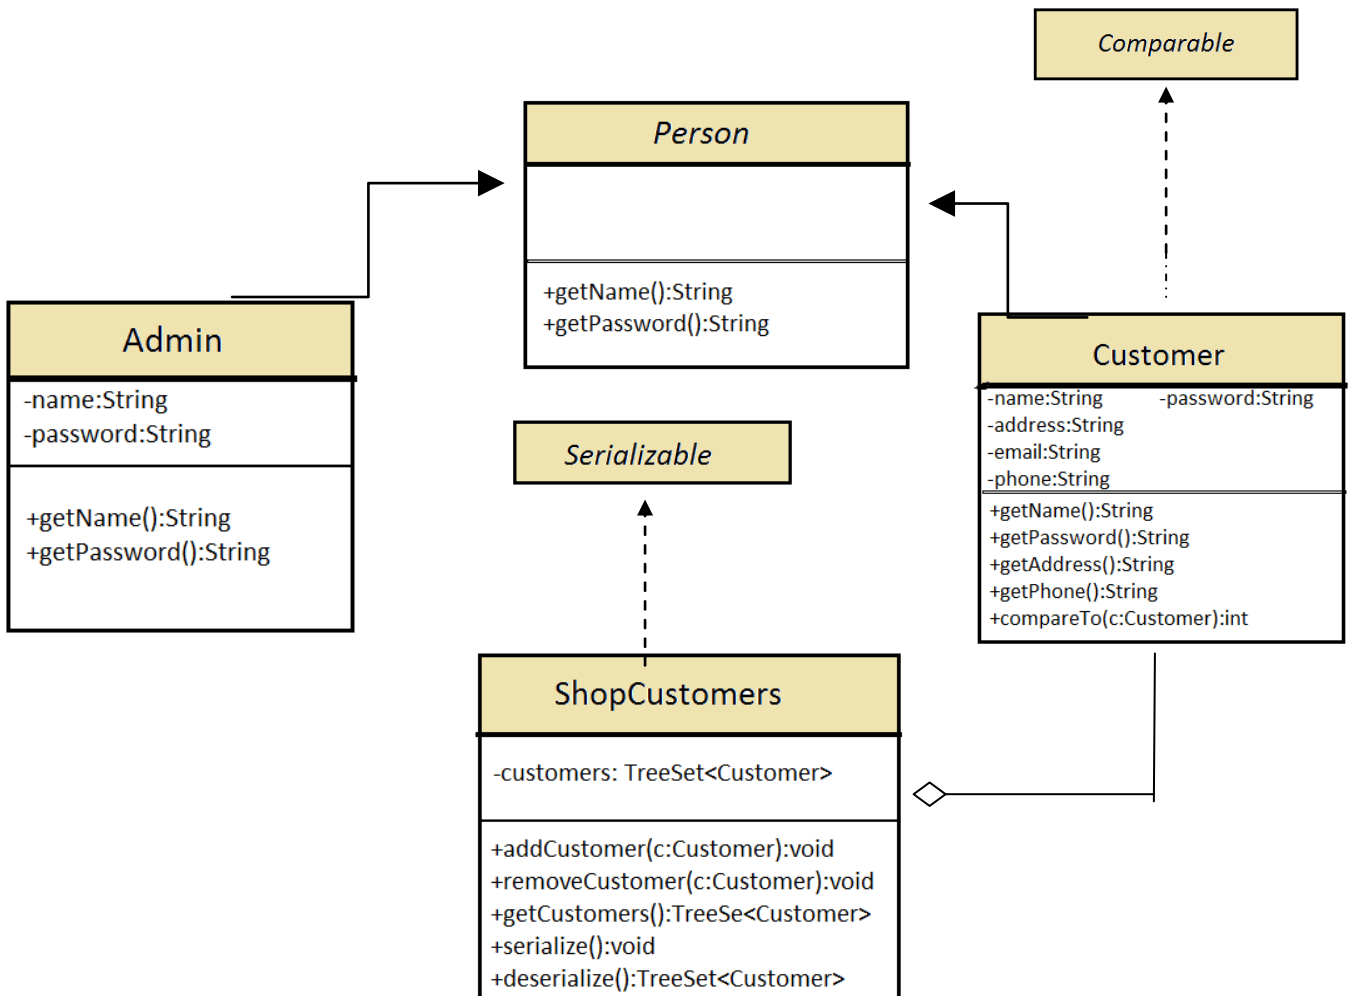 Comparable
Person
+getName():String
+getPassword():String
Admin
-name:String
-password:String
+getName():String
+getPassword():String
Customer
-name:String -password:String
-address:String
-email:String
-phone:String
+getName():String
+getPassword():String
+getAddress():String
+getPhone():String
+compareTo(c:Customer):int
Serializable
ShopCustomers
-customers: TreeSet<Customer>
+addCustomer(c:Customer):void
+removeCustomer(c:Customer):void
+getCustomers():TreeSe<Customer>
+serialize():void
+deserialize():TreeSet<Customer>